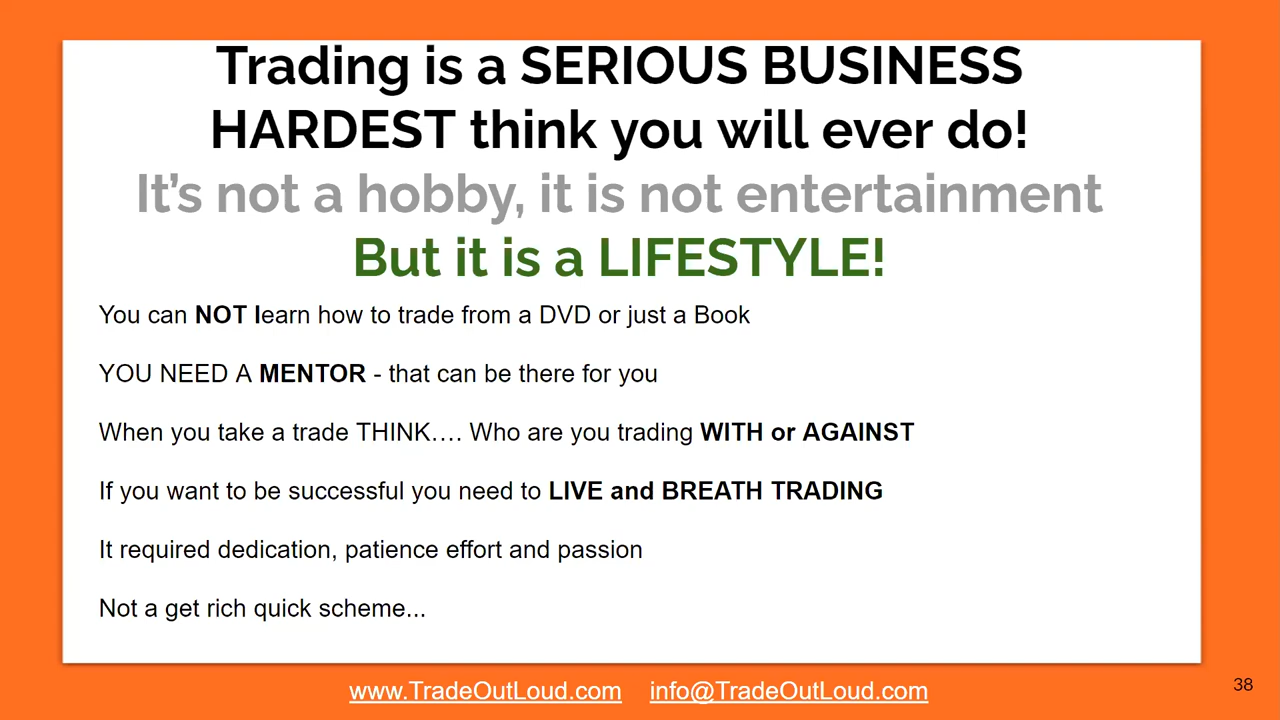 Trading is a SERIOUS BUSINESS
HARDEST think you will ever do!
It’s not a hobby, it is not entertainment
But it is a LIFESTYLE!
You can NOT learn how to trade from a DVD or just a Book
YOU NEED A MENTOR - that can be there for you
When you take a trade THINK…. Who are you trading WITH or AGAINST
If you want to be successful you need to LIVE and BREATH TRADING
It required dedication, patience effort and passion
Not a get rich quick scheme...
www.TradeOutLoud.com info@TradeOutLoud.com
38